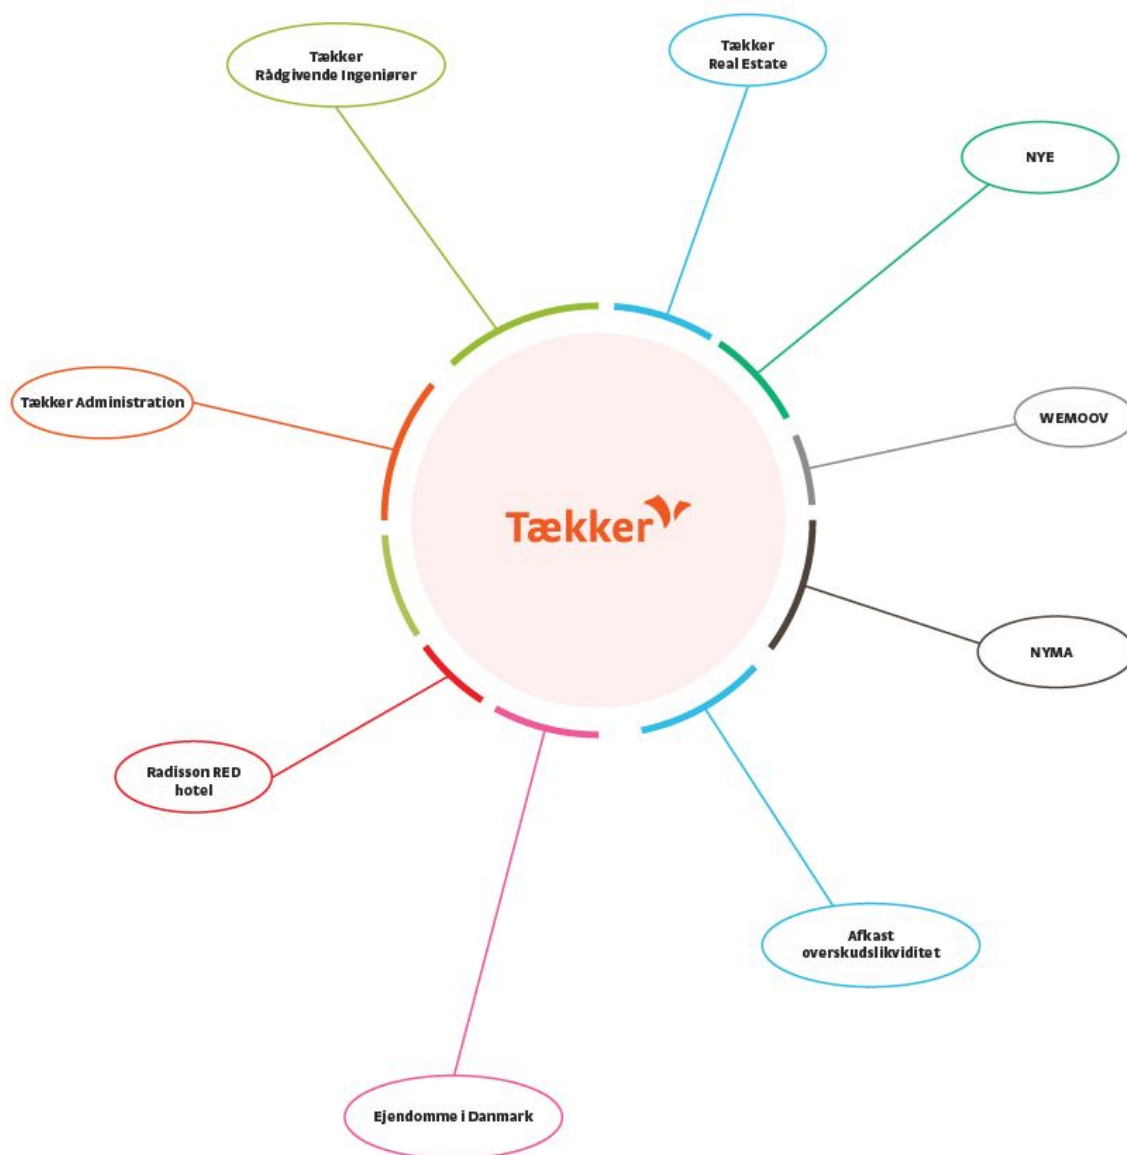 Tækker
Rådgivende Ingeniører
Tækker
Real Estate
NYE
Tækker Administration
WEMOOV
Tækker
NYMA
Radisson RED
hotel
Afkast
overskudslikviditet
Ejendomme i Danmark